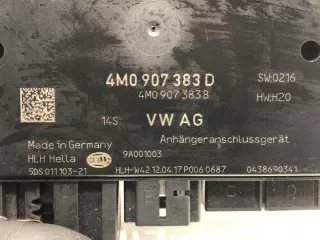 4M0 907 383 D SW:0216
4M0 907 383 B HW:H20
14S VW AG
Made in Germany Anhängeranschlussgerät
HLH Hella 9A001003
5DS 011 103-21 HLH-W42 12.04.17 P006 0687 0438690341